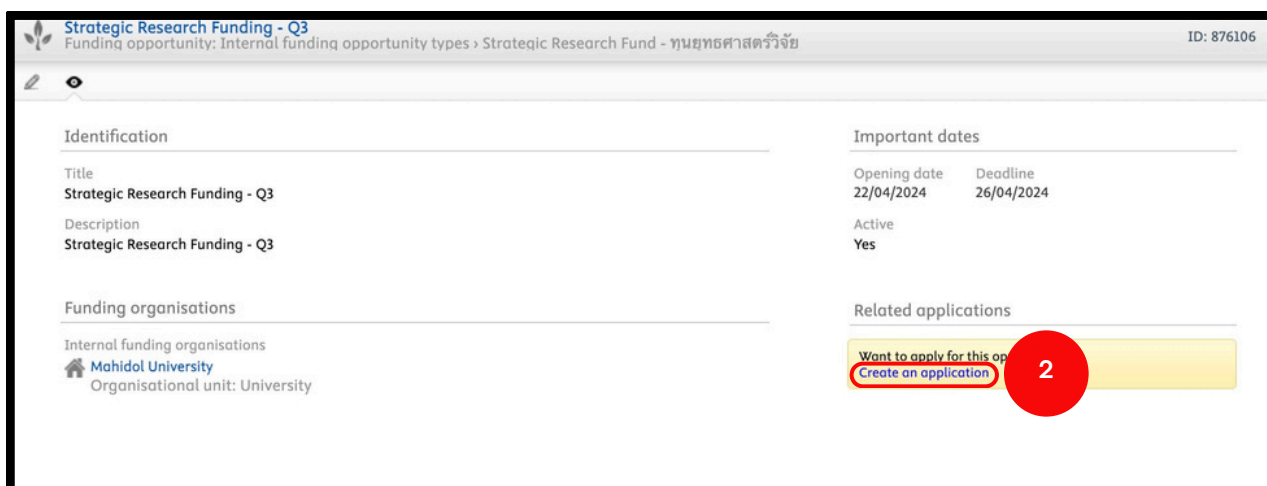 Strategic Research Funding - Q3
Funding opportunity: Internal funding opportunity types › Strategic Research Fund - ทุนยุทธศาสตร์วิจัย
ID: 876106
Identification
Title
Strategic Research Funding - Q3
Description
Strategic Research Funding - Q3
Funding organisations
Internal funding organisations
Mahidol University
Organisational unit: University
Important dates
Opening date Deadline
22/04/2024 26/04/2024
Active
Yes
Related applications
Want to apply for this op
Create an application
2